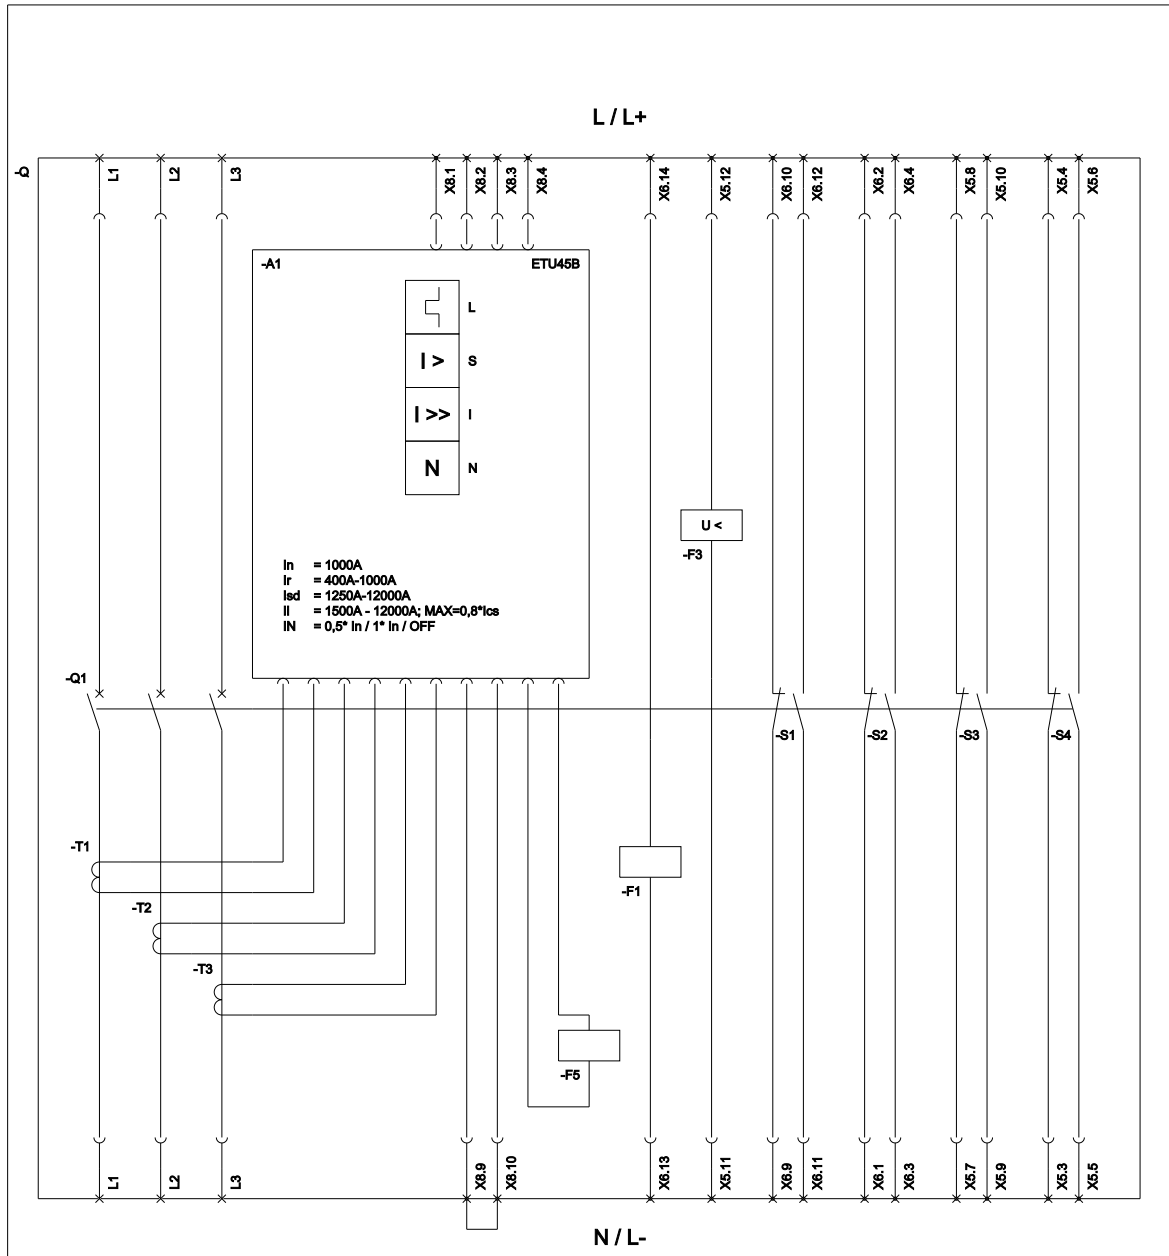 L / L+
-Q
L1
L2
L3
X8.1
X8.2
X8.3
X8.4
X6.14
X5.12
X6.10
X6.12
X6.2
X6.4
X5.8
X5.10
X5.4
X5.6
-A1
ETU45B
L
I >
S
I >>
I
N
N
U <
-F3
In = 1000A
Ir = 400A-1000A
Isd = 1250A-12000A
Ii = 1500A - 12000A; MAX=0,8*Ics
IN = 0,5* In / 1* In / OFF
-Q1
-S1
-S2
-S3
-S4
-T1
-F1
-T2
-T3
-F5
L1
L2
L3
X8.9
X8.10
X6.13
X5.11
X6.9
X6.11
X6.1
X6.3
X5.7
X5.9
X5.3
X5.5
N / L-